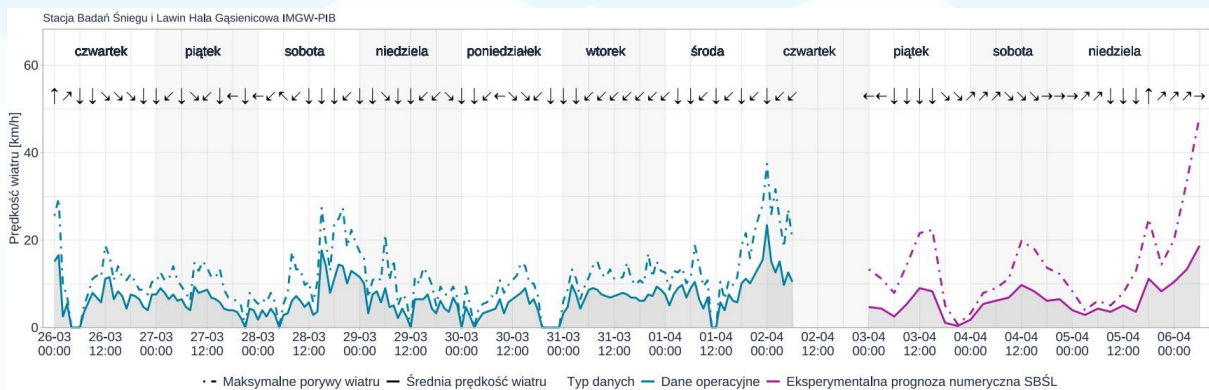 Stacja Badań Śniegu i Lawin Hala Gąsienicowa IMGW-PIB
czwartek piątek sobota niedziela poniedziałek wtorek środa czwartek piątek sobota niedziela
Prędkość wiatru [km/h]
60
40
20
0
26-03 26-03 27-03 27-03 28-03 28-03 29-03 29-03 30-03 30-03 31-03 31-03 01-04 01-04 02-04 02-04 03-04 03-04 04-04 04-04 05-04 05-04 06-04
00:00 12:00 00:00 12:00 00:00 12:00 00:00 12:00 00:00 12:00 00:00 12:00 00:00 12:00 00:00 12:00 00:00 12:00 00:00 12:00 00:00 12:00 00:00
Maksymalne porywy wiatru Średnia prędkość wiatru Typ danych Dane operacyjne Eksperymentalna prognoza numeryczna SBŚL